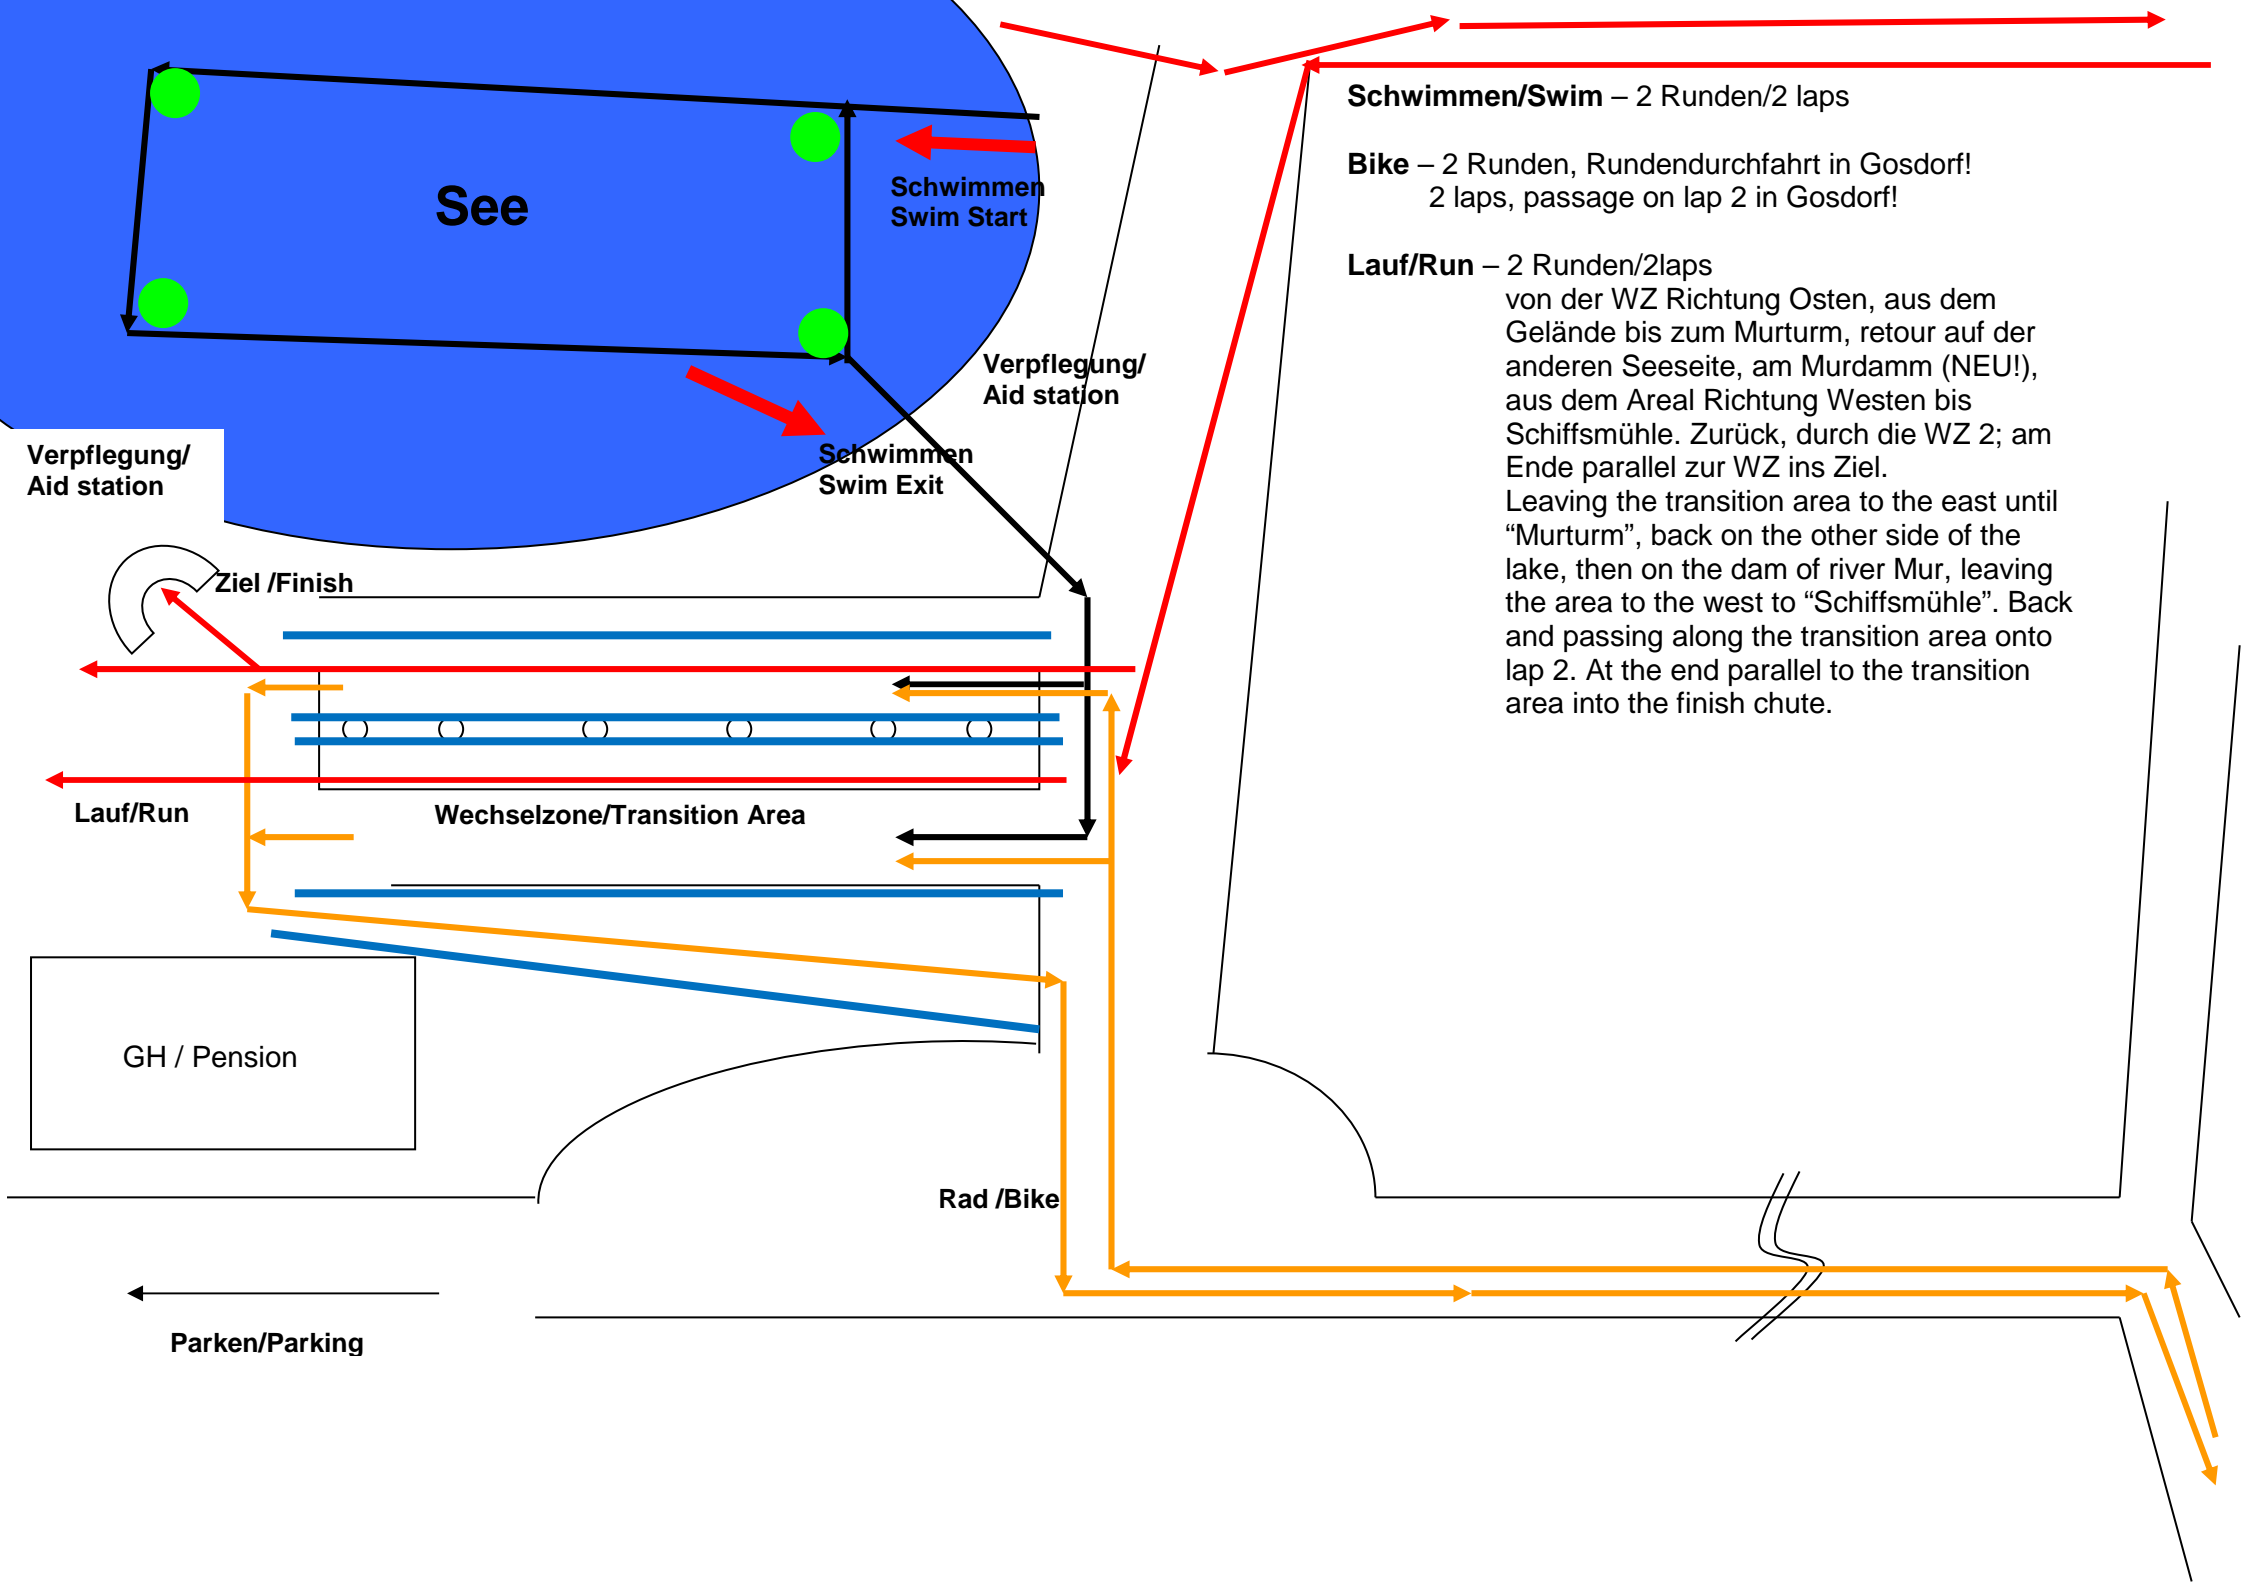 See
Schwimmen
Swim Start
Verpflegung/
Aid station
Schwimmen
Swim Exit
Verpflegung/
Aid station
Ziel /Finish
Lauf/Run
Wechselzone/Transition Area
GH / Pension
Rad /Bike
Parken/Parking
Schwimmen/Swim – 2 Runden/2 laps
Bike – 2 Runden, Rundendurchfahrt in Gosdorf!
2 laps, passage on lap 2 in Gosdorf!
Lauf/Run – 2 Runden/2laps
von der WZ Richtung Osten, aus dem
Gelände bis zum Murturm, retour auf der
anderen Seeseite, am Murdamm (NEU!),
aus dem Areal Richtung Westen bis
Schiffsmühle. Zurück, durch die WZ 2; am
Ende parallel zur WZ ins Ziel.
Leaving the transition area to the east until
“Murturm”, back on the other side of the
lake, then on the dam of river Mur, leaving
the area to the west to “Schiffsmühle”. Back
and passing along the transition area onto
lap 2. At the end parallel to the transition
area into the finish chute.